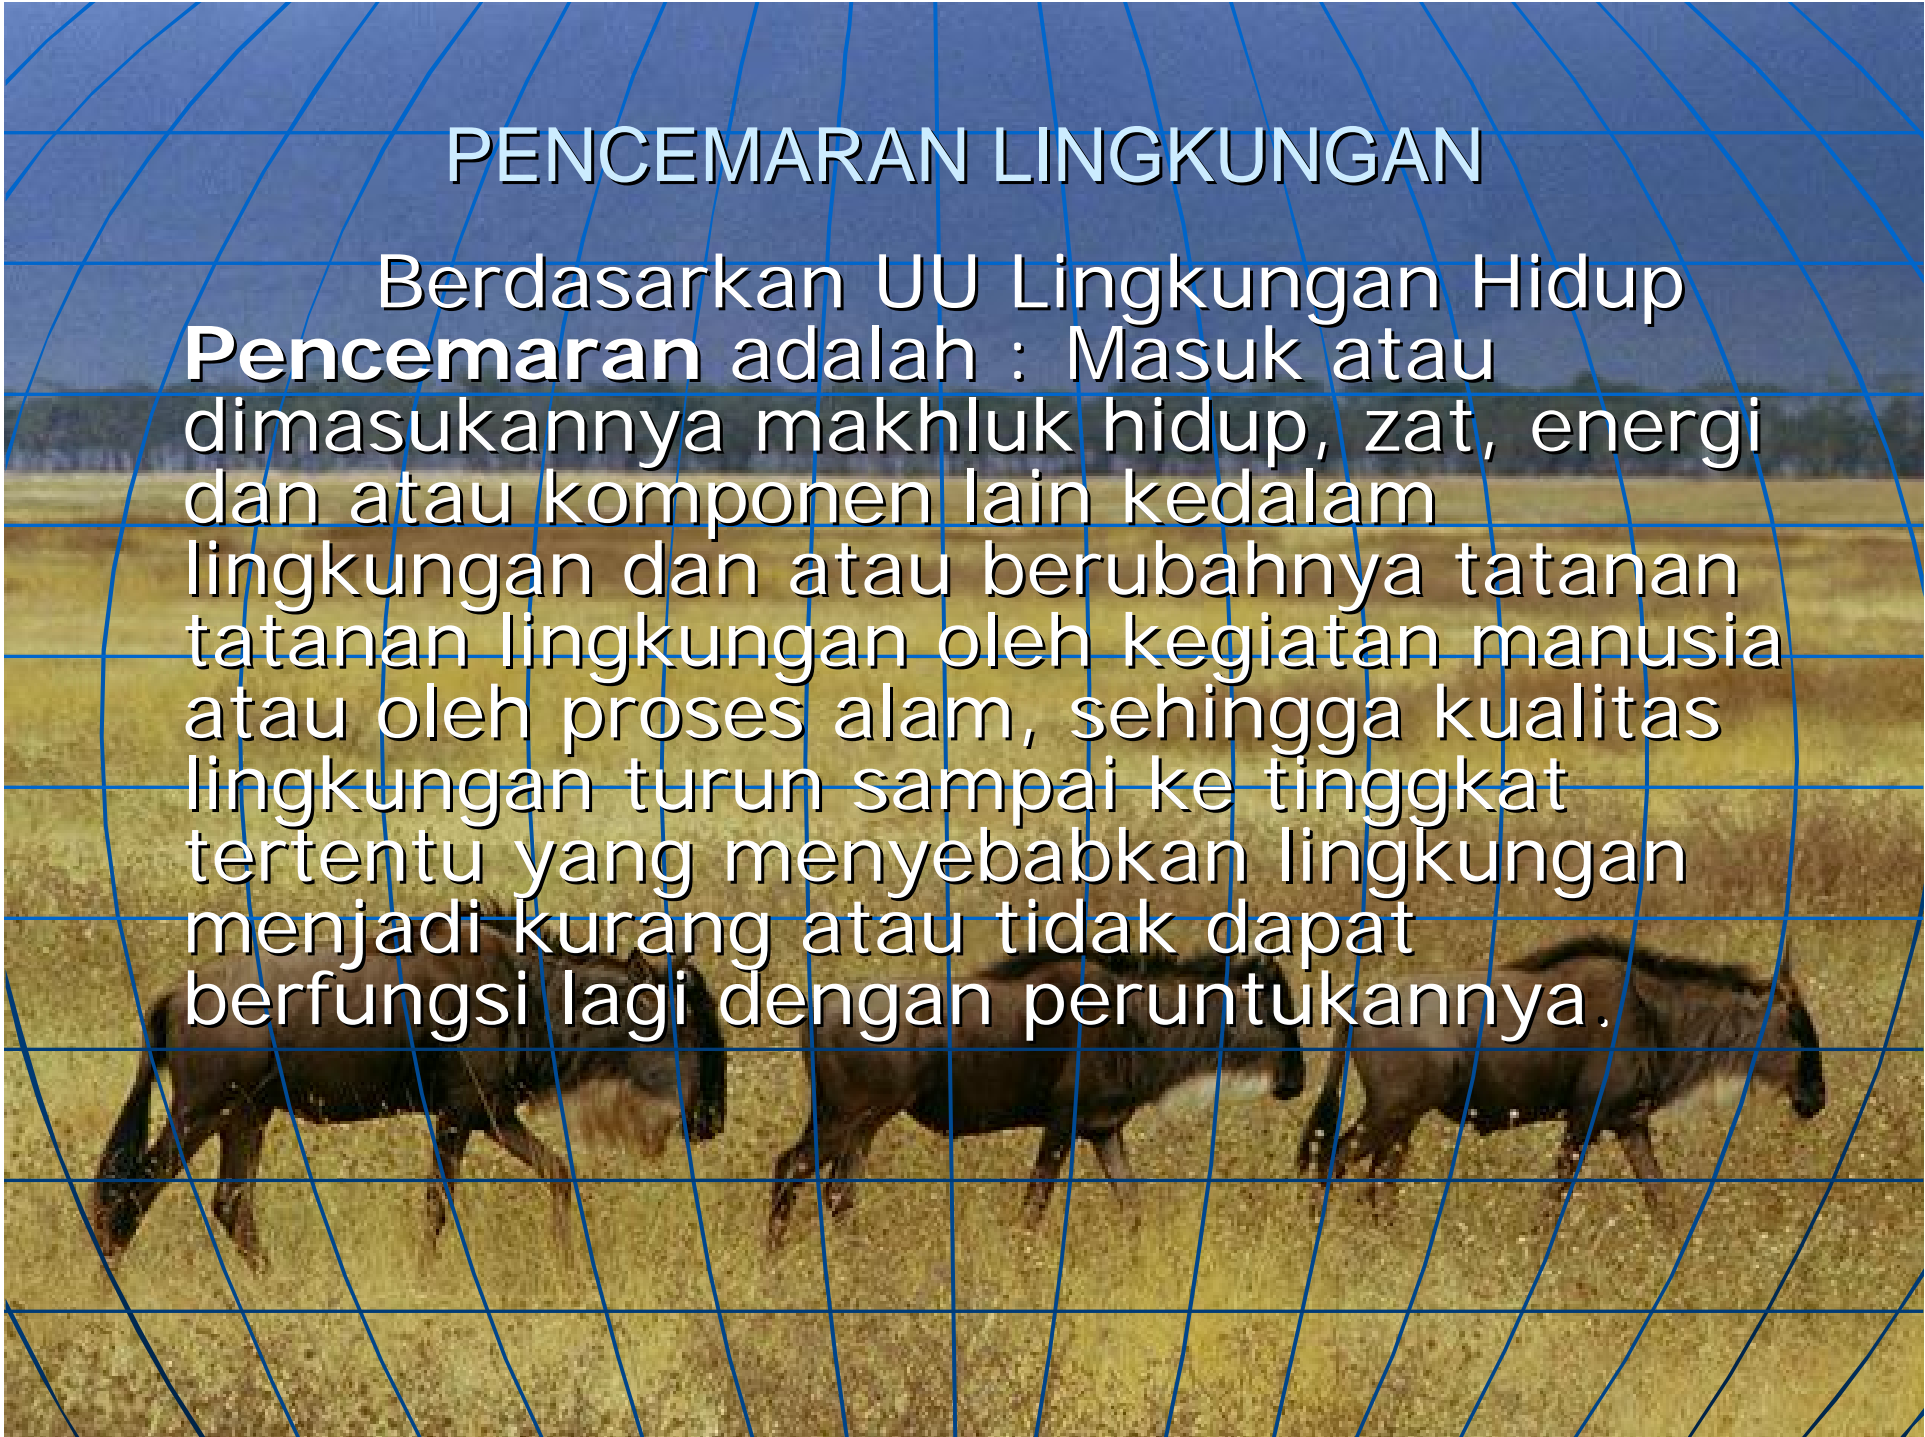 PENCEMARAN LINGKUNGAN
Berdasarkan UU Lingkungan Hidup
Pencemaran adalah : Masuk atau
dimasukannya makhluk hidup, zat, energi
dan atau komponen lain kedalam
lingkungan dan atau berubahnya tatanan
tatanan lingkungan oleh kegiatan manusia
atau oleh proses alam, sehingga kualitas
lingkungan turun sampai ke tinggkat
tertentu yang menyebabkan lingkungan
menjadi kurang atau tidak dapat
berfungsi lagi dengan peruntukannya.